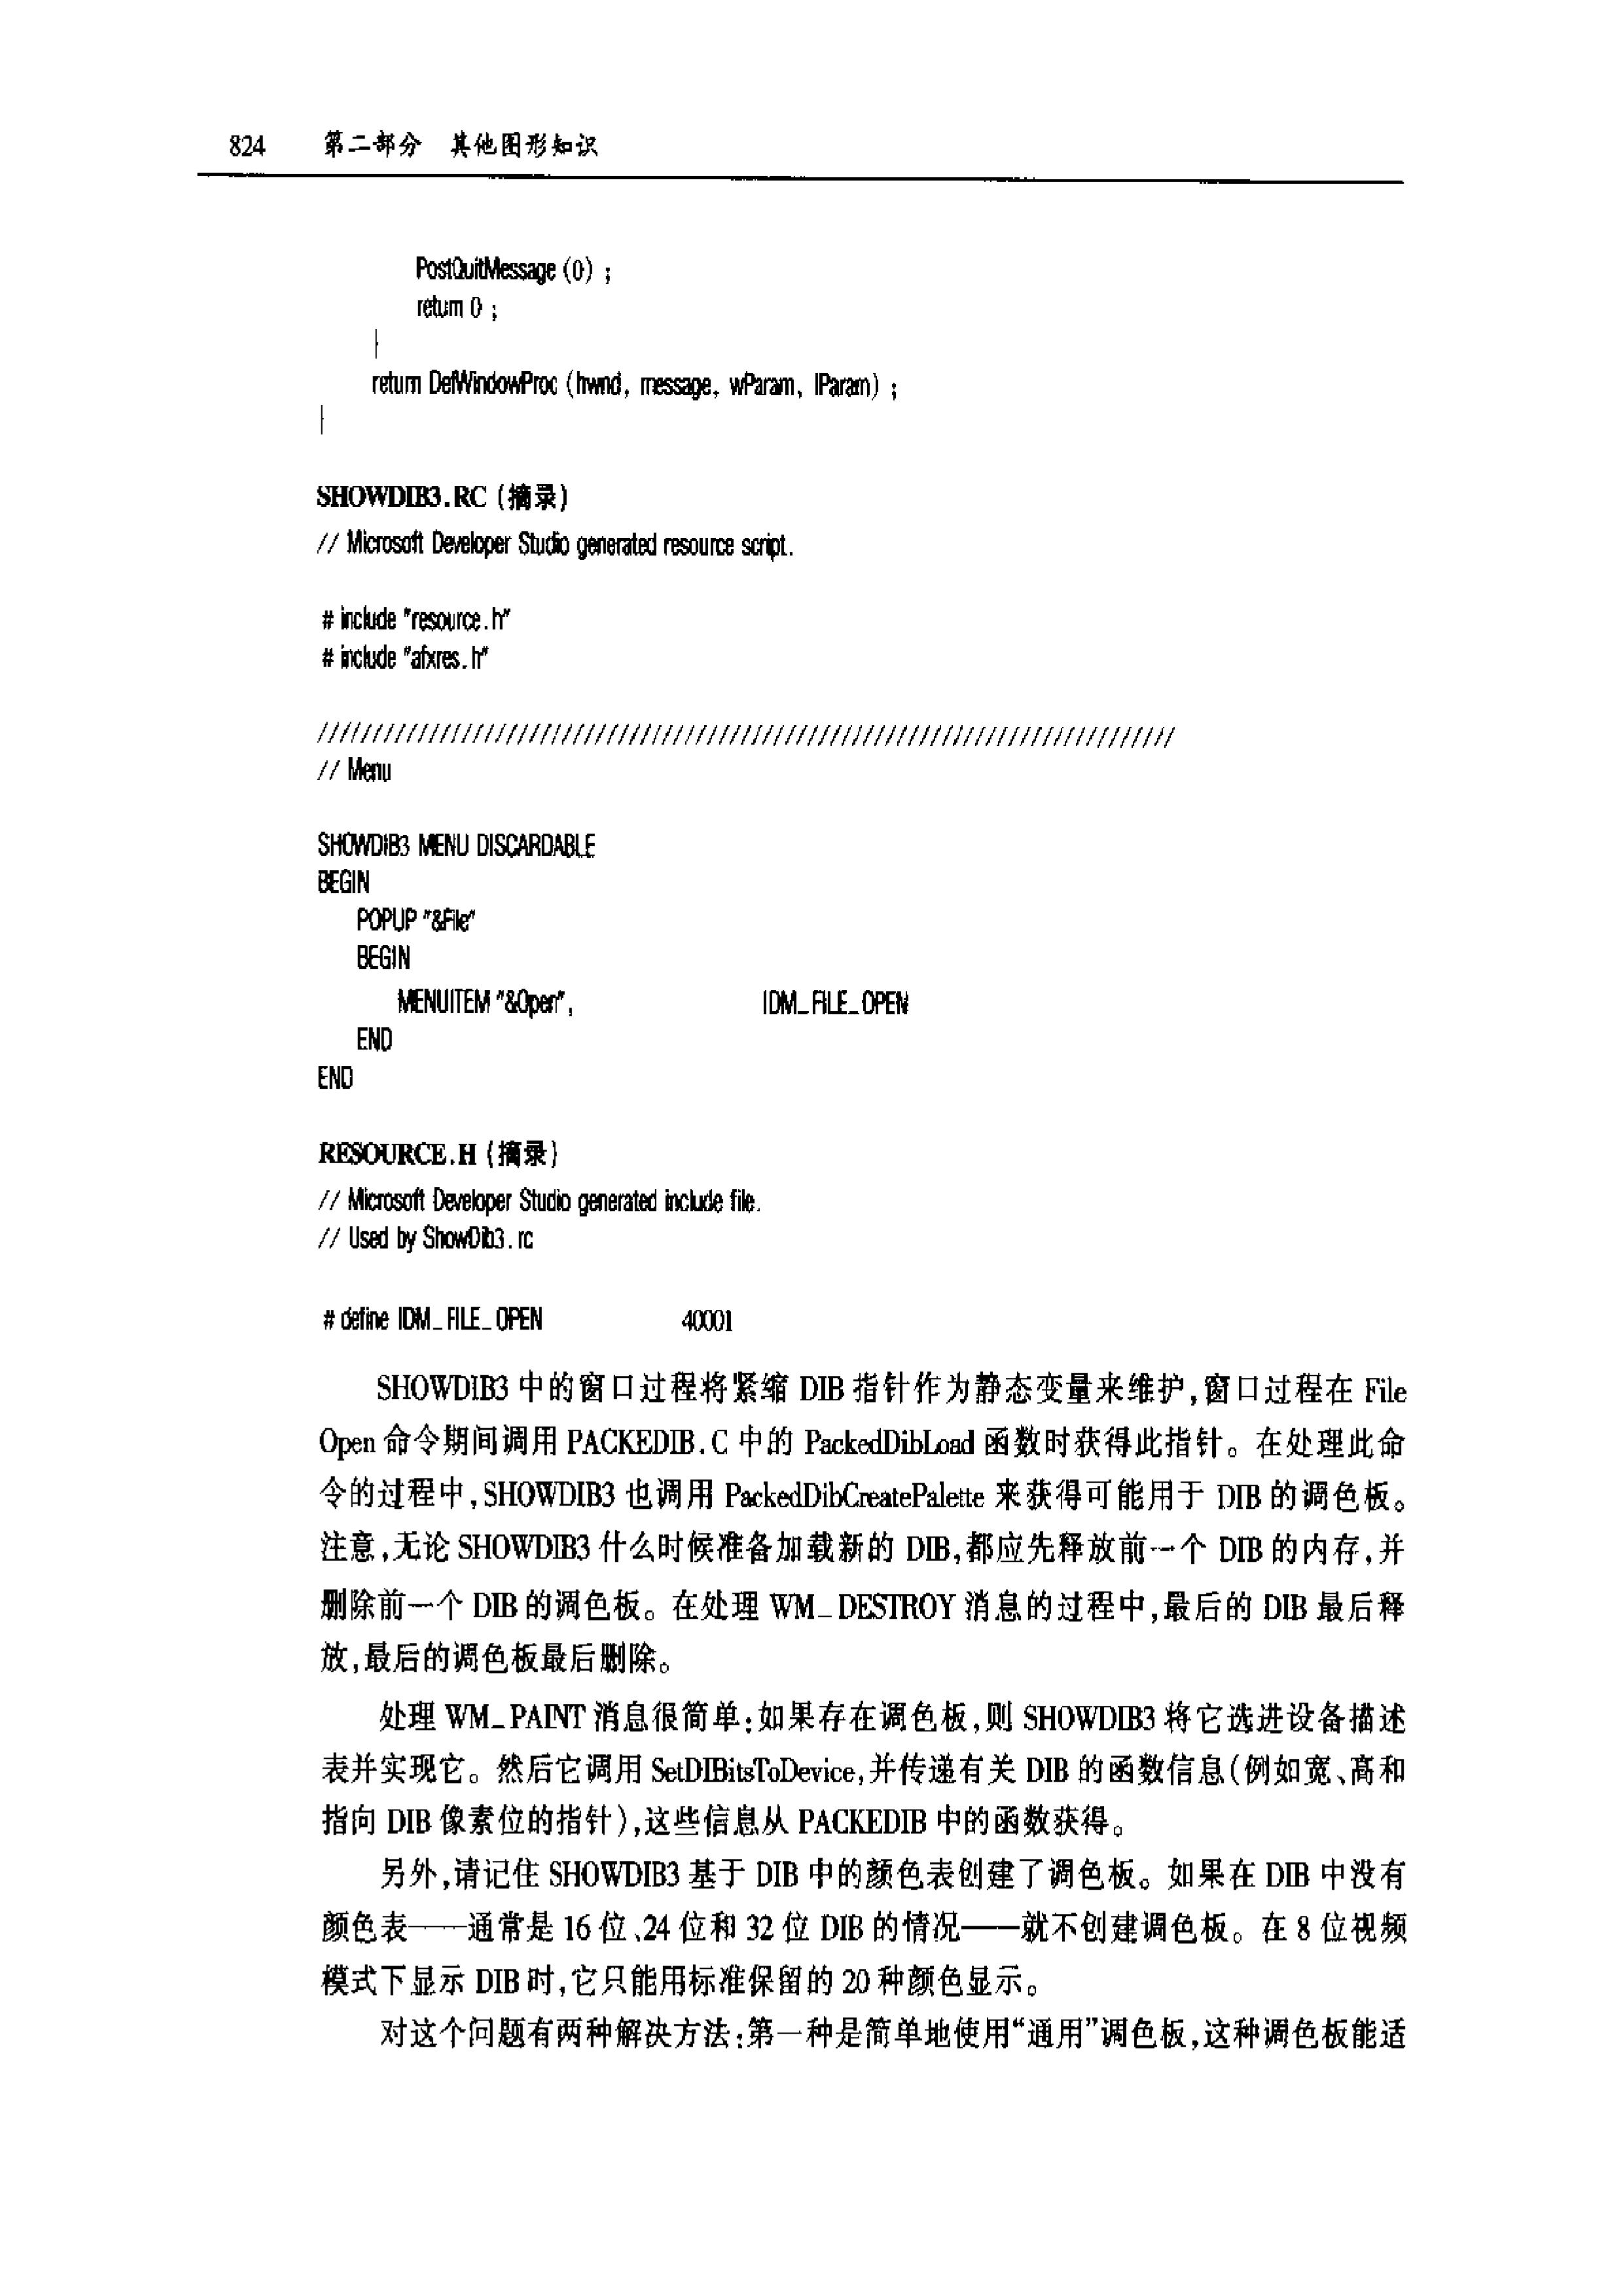 824 第二部分 其他图形知识
PostQuitMessage (0) ;
return 0 ;
}
return DefWindowProc (hwnd, message, wParam, lParam) ;
}
SHOWDIB3.RC (摘录)
// Microsoft Developer Studio generated resource script.
# include "resource.h"
# include "afxres.h"
//////////////////////////////////////////////////////////////////////////////
// Menu
SHOWDIB3 MENU DISCARDABLE
BEGIN
POPUP "&File"
BEGIN
MENUITEM "&Open", IDM_FILE_OPEN
END
END
RESOURCE.H (摘录)
// Microsoft Developer Studio generated include file.
// Used by ShowDib3.rc
# define IDM_FILE_OPEN 40001
SHOWDIB3 中的窗口过程将紧缩 DIB 指针作为静态变量来维护,窗口过程在 File
Open 命令期间调用 PACKEDIB.C 中的 PackedDibLoad 函数时获得此指针。在处理此命
令的过程中,SHOWDIB3 也调用 PackedDibCreatePalette 来获得可能用于 DIB 的调色板。
注意,无论 SHOWDIB3 什么时候准备加载新的 DIB,都应先释放前一个 DIB 的内存,并
删除前一个 DIB 的调色板。在处理 WM_DESTROY 消息的过程中,最后的 DIB 最后释
放,最后的调色板最后删除。
处理 WM_PAINT 消息很简单:如果存在调色板,则 SHOWDIB3 将它选进设备描述
表并实现它。然后它调用 SetDIBitsToDevice,并传递有关 DIB 的函数信息(例如宽、高和
指向 DIB 像素位的指针),这些信息从 PACKEDIB 中的函数获得。
另外,请记住 SHOWDIB3 基于 DIB 中的颜色表创建了调色板。如果在 DIB 中没有
颜色表——通常是 16 位、24 位和 32 位 DIB 的情况——就不创建调色板。在 8 位视频
模式下显示 DIB 时,它只能用标准保留的 20 种颜色显示。
对这个问题有两种解决方法:第一种是简单地使用“通用”调色板,这种调色板能适